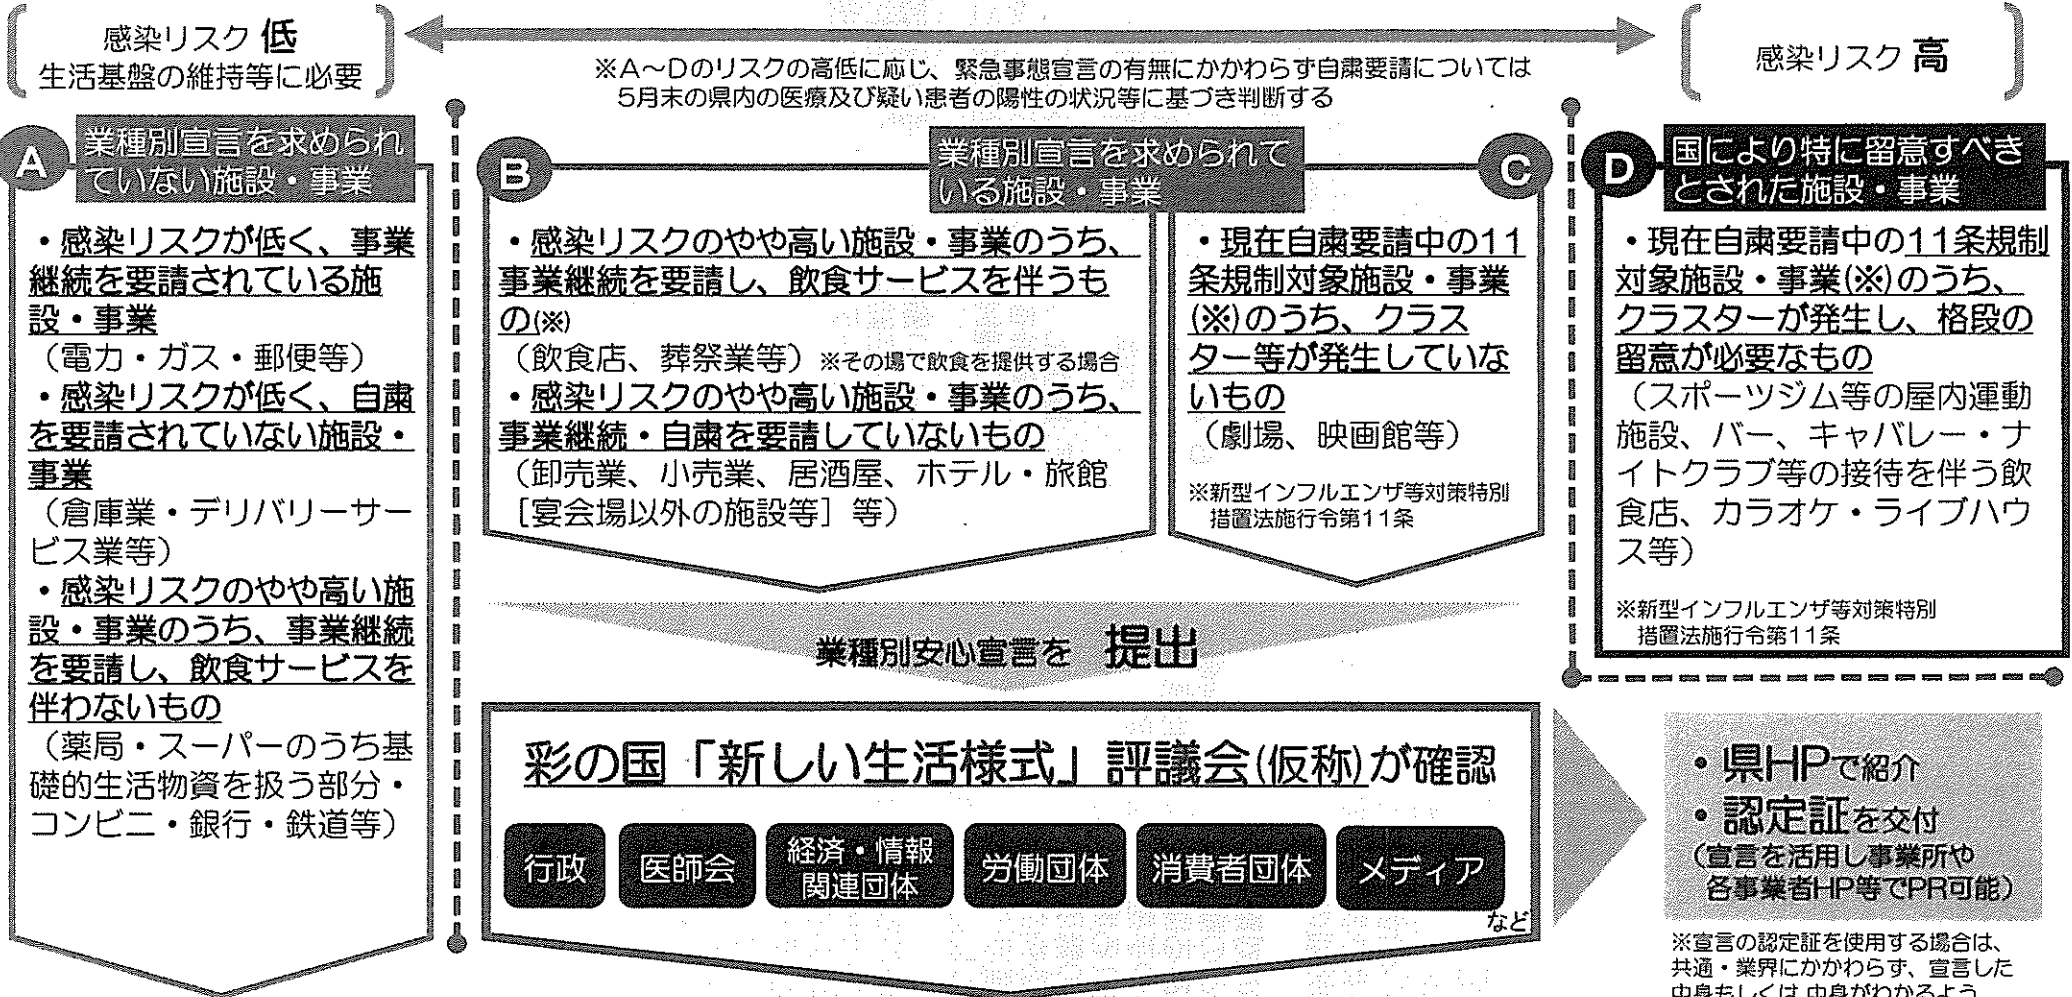 感染リスク 低
生活基盤の維持等に必要
感染リスク 高
※A～Dのリスクの高低に応じ、緊急事態宣言の有無にかかわらず自粛要請については
5月末の県内の医療及び疑い患者の陽性の状況等に基づき判断する
A
業種別宣言を求められ
ていない施設・事業
・感染リスクが低く、事業
継続を要請されている施
設・事業
（電力・ガス・郵便等）
・感染リスクが低く、自粛
を要請されていない施設・
事業
（倉庫業・デリバリーサー
ビス業等）
・感染リスクのやや高い施
設・事業のうち、事業継続
を要請し、飲食サービスを
伴わないもの
（薬局・スーパーのうち基
礎的生活物資を扱う部分・
コンビニ・銀行・鉄道等）
B
業種別宣言を求められて
いる施設・事業
C
・感染リスクのやや高い施設・事業のうち、
事業継続を要請し、飲食サービスを伴うも
の(※)
（飲食店、葬祭業等）※その場で飲食を提供する場合
・感染リスクのやや高い施設・事業のうち、
事業継続・自粛を要請していないもの
（卸売業、小売業、居酒屋、ホテル・旅館
［宴会場以外の施設等］等）
・現在自粛要請中の11
条規制対象施設・事業
(※)のうち、クラス
ター等が発生していな
いもの
（劇場、映画館等）
※新型インフルエンザ等対策特別
措置法施行令第11条
D
国により特に留意すべき
とされた施設・事業
・現在自粛要請中の11条規制
対象施設・事業(※)のうち、
クラスターが発生し、格段の
留意が必要なもの
（スポーツジム等の屋内運動
施設、バー、キャバレー・ナ
イトクラブ等の接待を伴う飲
食店、カラオケ・ライブハウ
ス等）
※新型インフルエンザ等対策特別
措置法施行令第11条
業種別安心宣言を 提出
彩の国「新しい生活様式」評議会(仮称)が確認
行政
医師会
経済・情報
関連団体
労働団体
消費者団体
メディア
など
・県HPで紹介
・認定証を交付
（宣言を活用し事業所や
各事業者HP等でPR可能）
※宣言の認定証を使用する場合は、
共通・業界にかかわらず、宣言した
中身もしくは中身がわかるよう